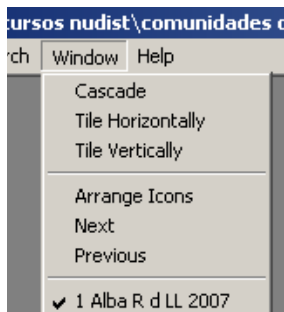 cursos nudist\comunidades
rch Window Help
Cascade
Tile Horizontally
Tile Vertically
Arrange Icons
Next
Previous
1 Alba R d LL 2007